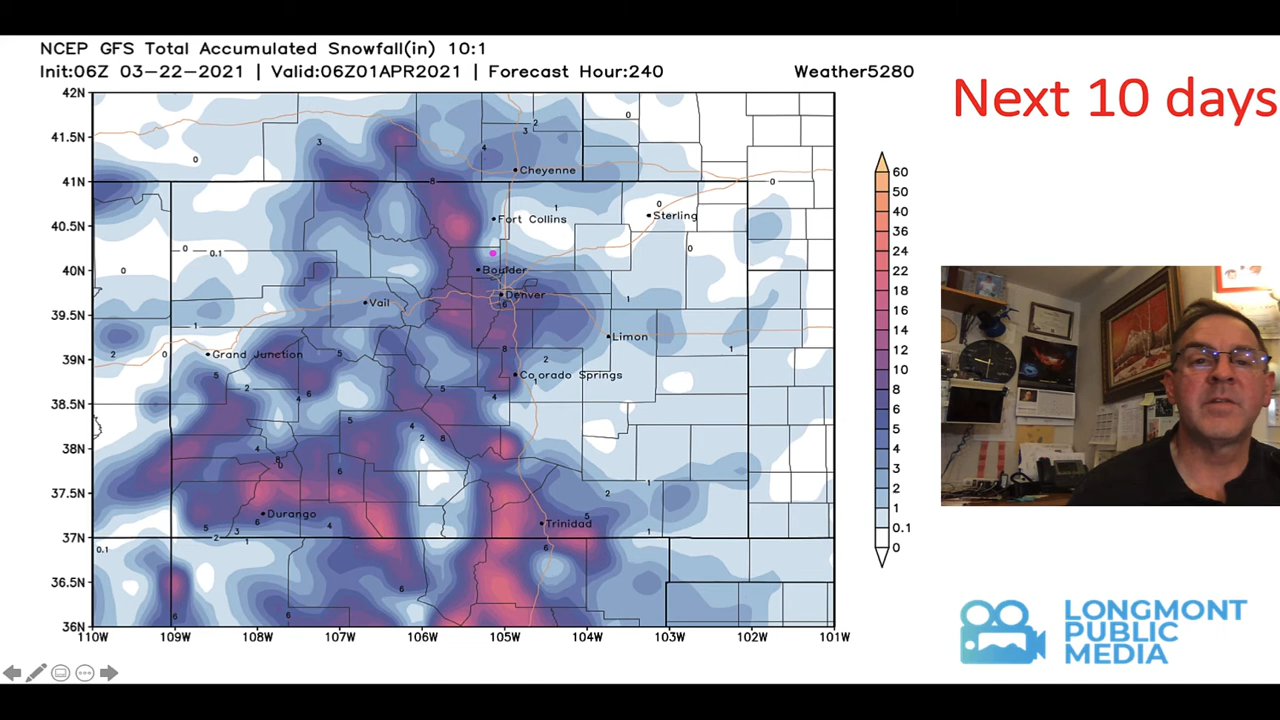 NCEP GFS Total Accumulated Snowfall(in) 10:1
Init:06Z 03-22-2021 | Valid:06Z01APR2021 | Forecast Hour:240
Weather5280
Next 10 days
42N
41.5N
41N
40.5N
40N
39.5N
39N
38.5N
38N
37.5N
37N
36.5N
36N
110W 109W 108W 107W 106W 105W 104W 103W 102W 101W
Cheyenne
Fort Collins
Sterling
Boulder
Denver
Vail
Limon
Grand Junction
Colorado Springs
Durango
Trinidad
60
50
40
36
24
22
18
16
14
12
10
8
6
5
4
3
2
1
0.1
0
LONGMONT
PUBLIC
MEDIA